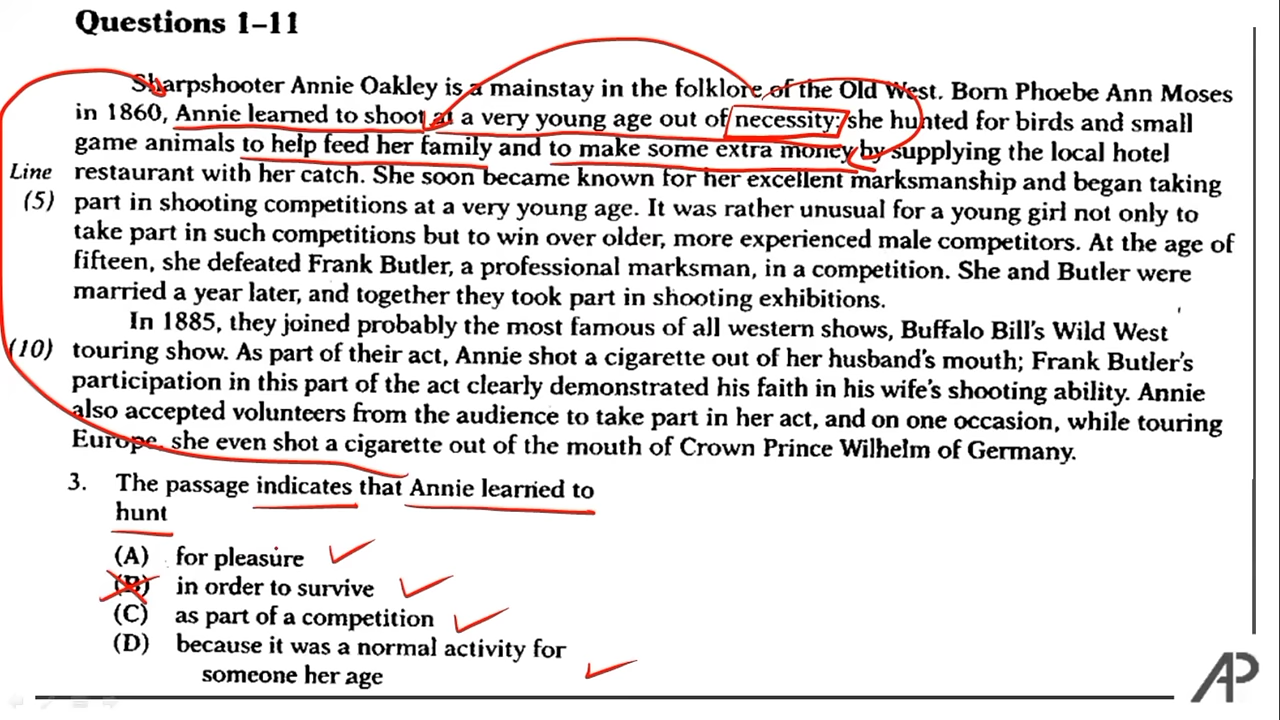 Questions 1–11
Sharpshooter Annie Oakley is a mainstay in the folklore of the Old West. Born Phoebe Ann Moses
in 1860, Annie learned to shoot at a very young age out of necessity; she hunted for birds and small
game animals to help feed her family and to make some extra money by supplying the local hotel
Line restaurant with her catch. She soon became known for her excellent marksmanship and began taking
(5) part in shooting competitions at a very young age. It was rather unusual for a young girl not only to
take part in such competitions but to win over older, more experienced male competitors. At the age of
fifteen, she defeated Frank Butler, a professional marksman, in a competition. She and Butler were
married a year later, and together they took part in shooting exhibitions.
In 1885, they joined probably the most famous of all western shows, Buffalo Bill's Wild West
(10) touring show. As part of their act, Annie shot a cigarette out of her husband's mouth; Frank Butler's
participation in this part of the act clearly demonstrated his faith in his wife's shooting ability. Annie
also accepted volunteers from the audience to take part in her act, and on one occasion, while touring
Europe, she even shot a cigarette out of the mouth of Crown Prince Wilhelm of Germany.
3. The passage indicates that Annie learned to
hunt
(A) for pleasure
(B) in order to survive
(C) as part of a competition
(D) because it was a normal activity for
someone her age
AP